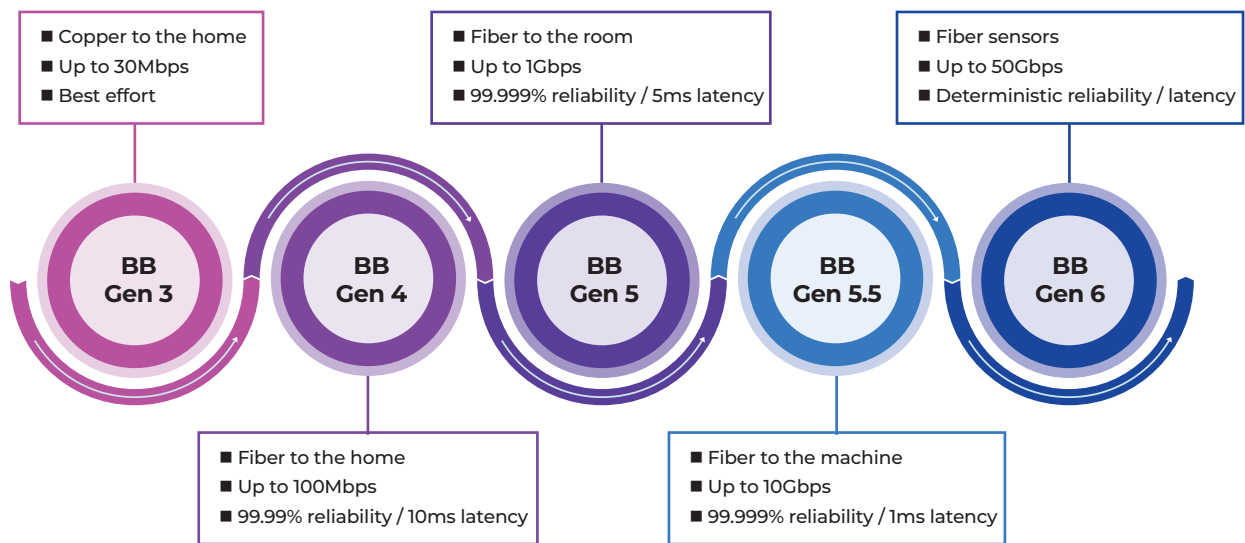 ■ Copper to the home
■ Up to 30Mbps
■ Best effort
■ Fiber to the room
■ Up to 1Gbps
■ 99.999% reliability / 5ms latency
■ Fiber sensors
■ Up to 50Gbps
■ Deterministic reliability / latency
BB
Gen 3
BB
Gen 4
BB
Gen 5
BB
Gen 5.5
BB
Gen 6
■ Fiber to the home
■ Up to 100Mbps
■ 99.99% reliability / 10ms latency
■ Fiber to the machine
■ Up to 10Gbps
■ 99.999% reliability / 1ms latency